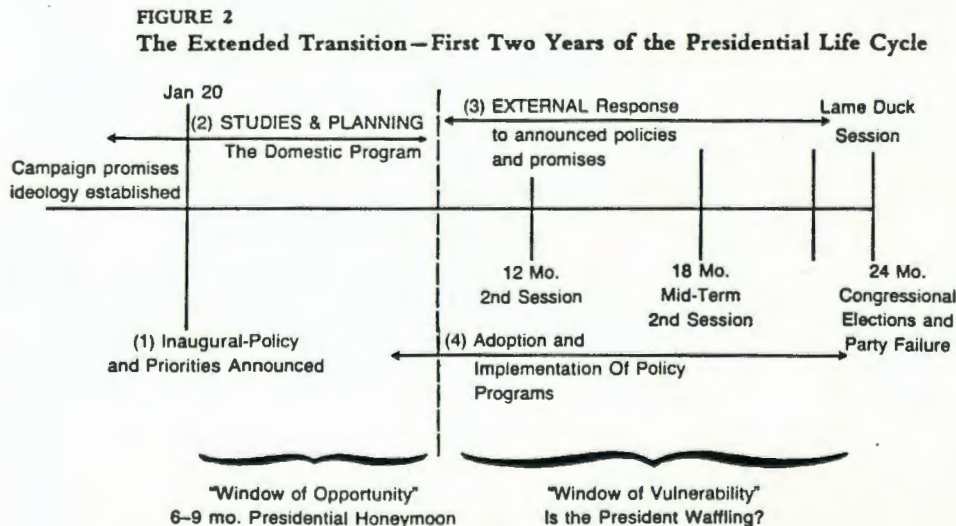 FIGURE 2
The Extended Transition—First Two Years of the Presidential Life Cycle
Jan 20
(2) STUDIES & PLANNING
The Domestic Program
(3) EXTERNAL Response
to announced policies
and promises
Lame Duck
Session
Campaign promises
ideology established
12 Mo.
2nd Session
18 Mo.
Mid-Term
2nd Session
24 Mo.
Congressional
Elections and
Party Failure
(1) Inaugural-Policy
and Priorities Announced
(4) Adoption and
Implementation Of Policy
Programs
"Window of Opportunity"
6–9 mo. Presidential Honeymoon
"Window of Vulnerability"
Is the President Waffling?